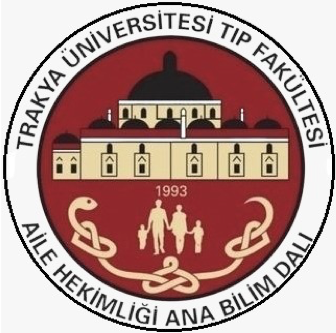 TRAKYA ÜNİVERSİTESİ TIP FAKÜLTESİ
1993
AİLE HEKİMLİĞİ ANA BİLİM DALI